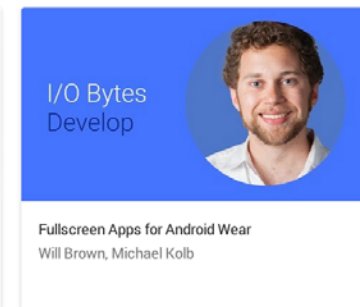 I/O Bytes
Develop
Fullscreen Apps for Android Wear
Will Brown, Michael Kolb